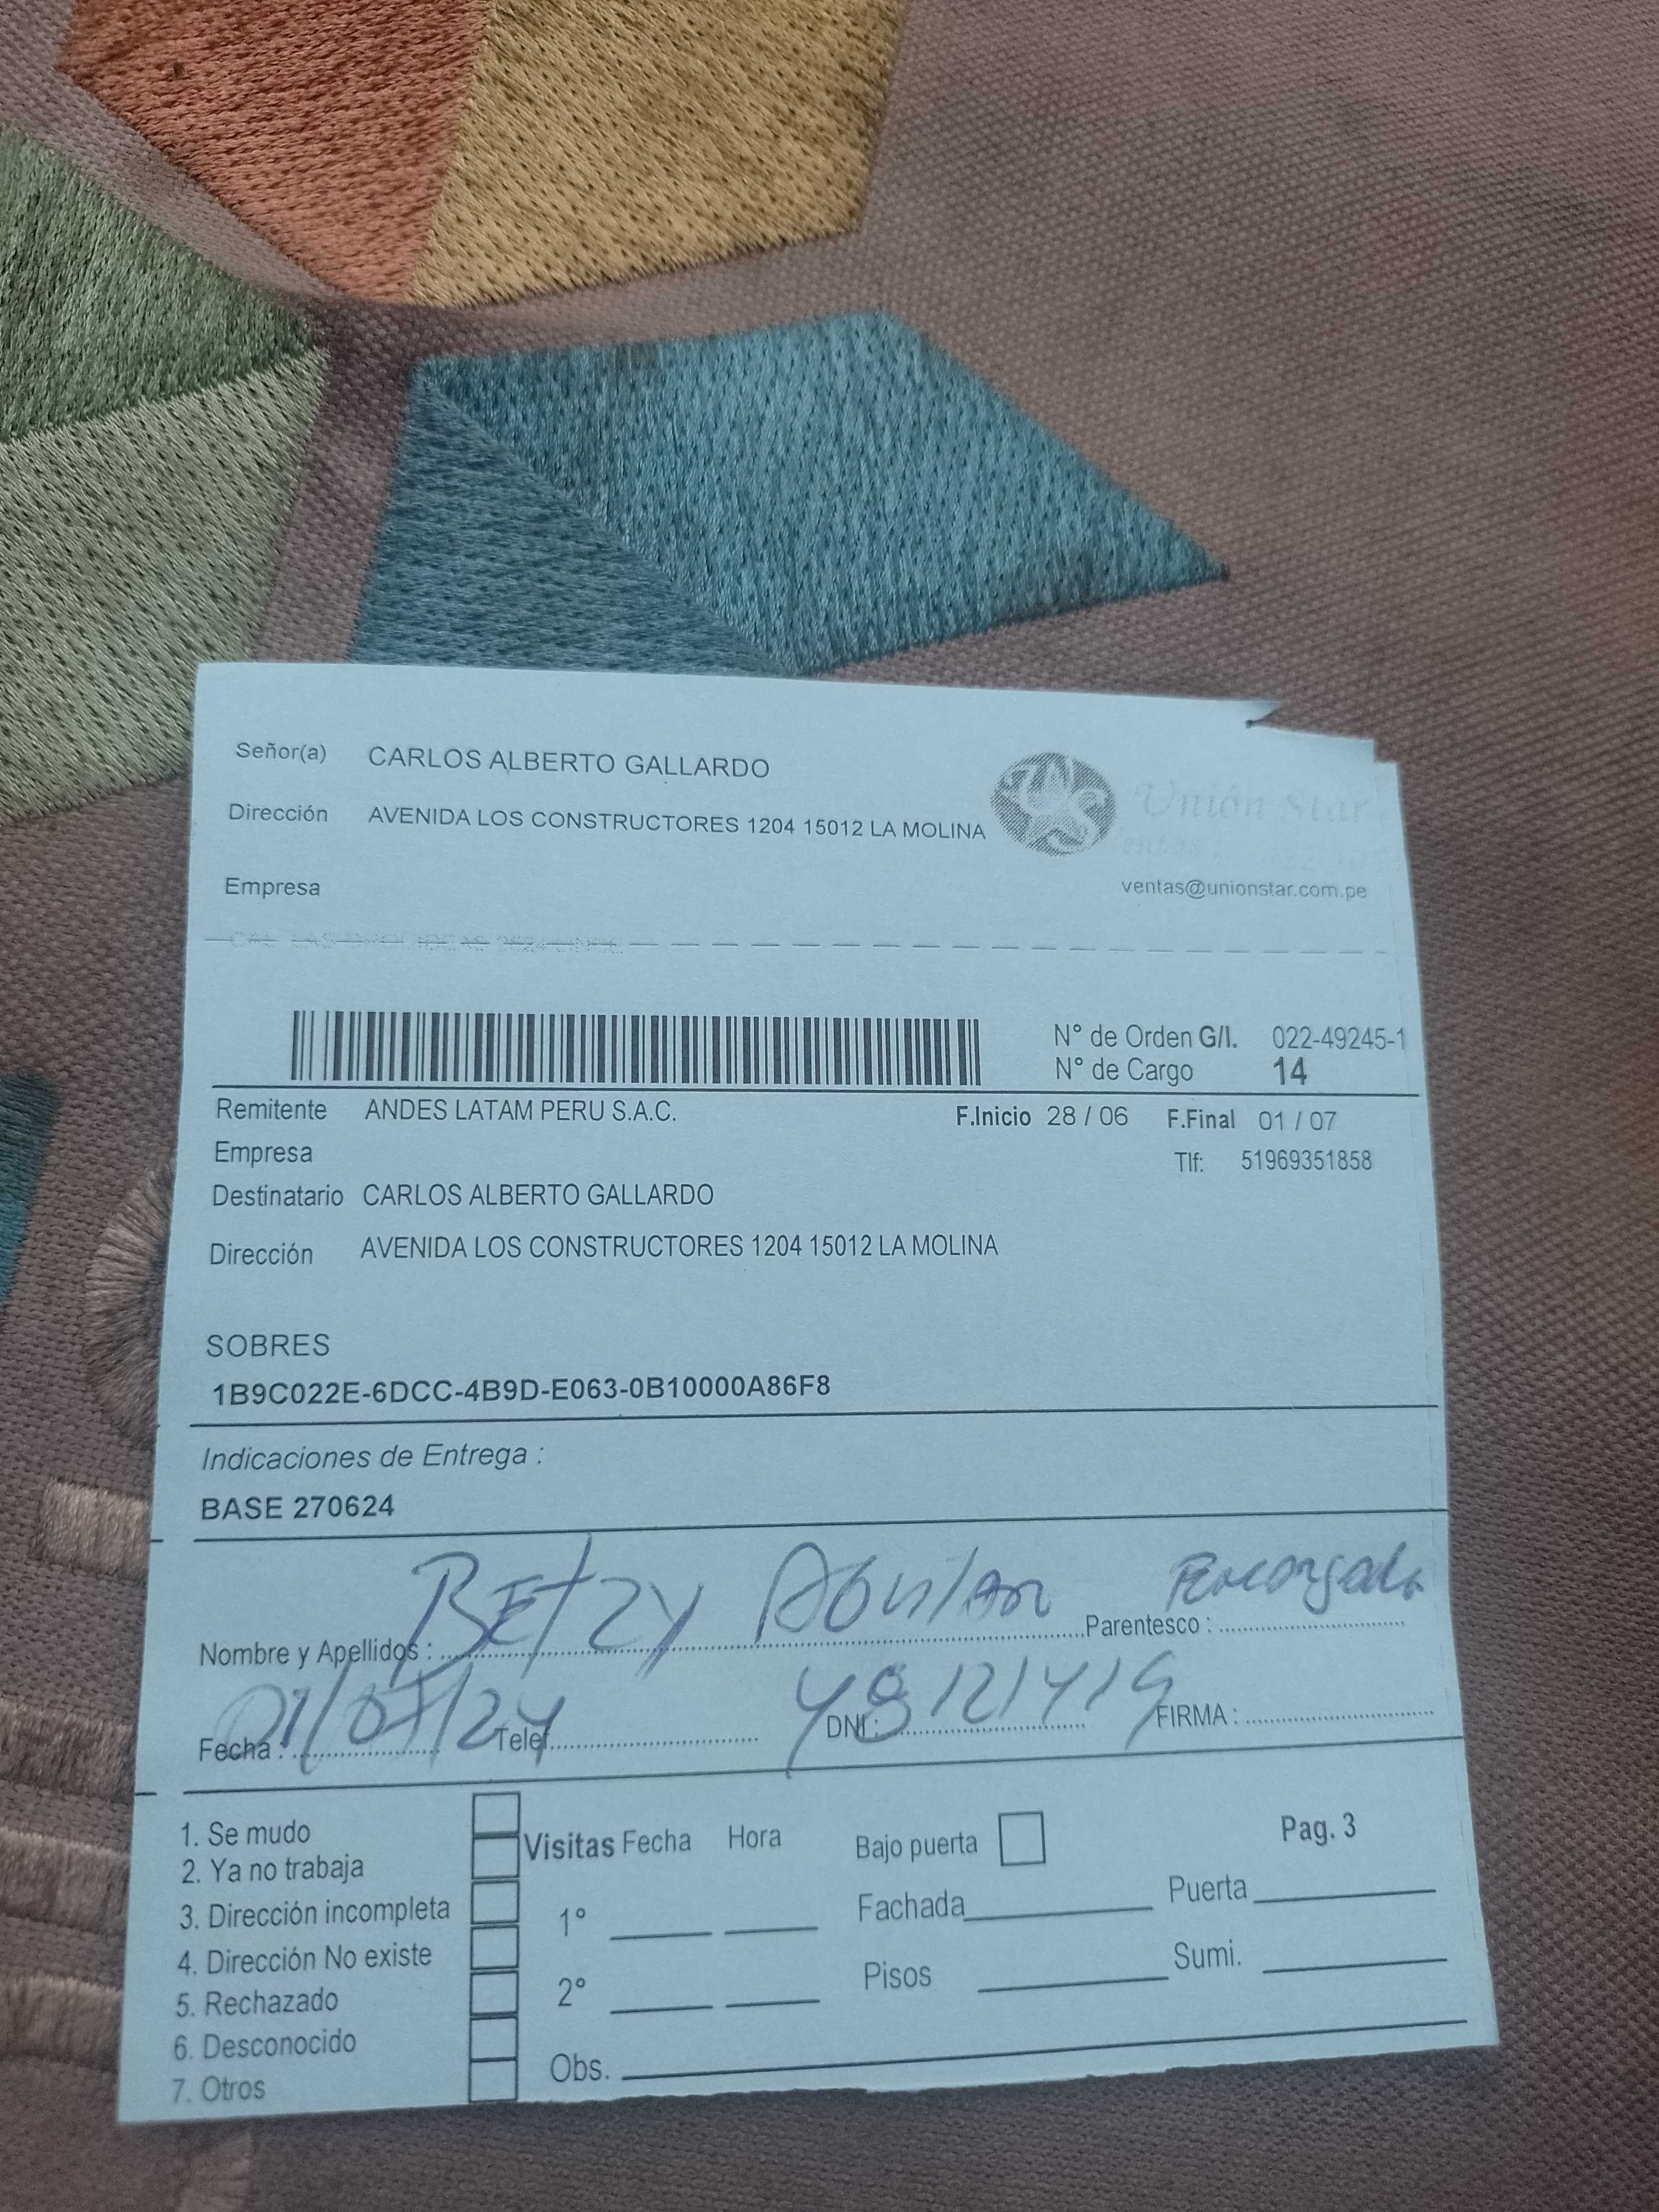 Señor(a) CARLOS ALBERTO GALLARDO
Dirección AVENIDA LOS CONSTRUCTORES 1204 15012 LA MOLINA
Unión Star
Empresa
ventas@unionstar.com.pe
N° de Orden G/I. 022-49245-1
N° de Cargo 14
Remitente ANDES LATAM PERU S.A.C. F.Inicio 28 / 06 F.Final 01 / 07
Empresa Tlf: 51969351858
Destinatario CARLOS ALBERTO GALLARDO
Dirección AVENIDA LOS CONSTRUCTORES 1204 15012 LA MOLINA
SOBRES
1B9C022E-6DCC-4B9D-E063-0B10000A86F8
Indicaciones de Entrega :
BASE 270624
Nombre y Apellidos : BEtzy Aguilar Parentesco : Encargada
Fecha : 01/07/24 Telef. DNI : 48121419 FIRMA :
1. Se mudo
2. Ya no trabaja
3. Dirección incompleta
4. Dirección No existe
5. Rechazado
6. Desconocido
7. Otros
Visitas Fecha Hora
1°
2°
Obs.
Bajo puerta
Fachada
Pisos
Pag. 3
Puerta
Sumi.